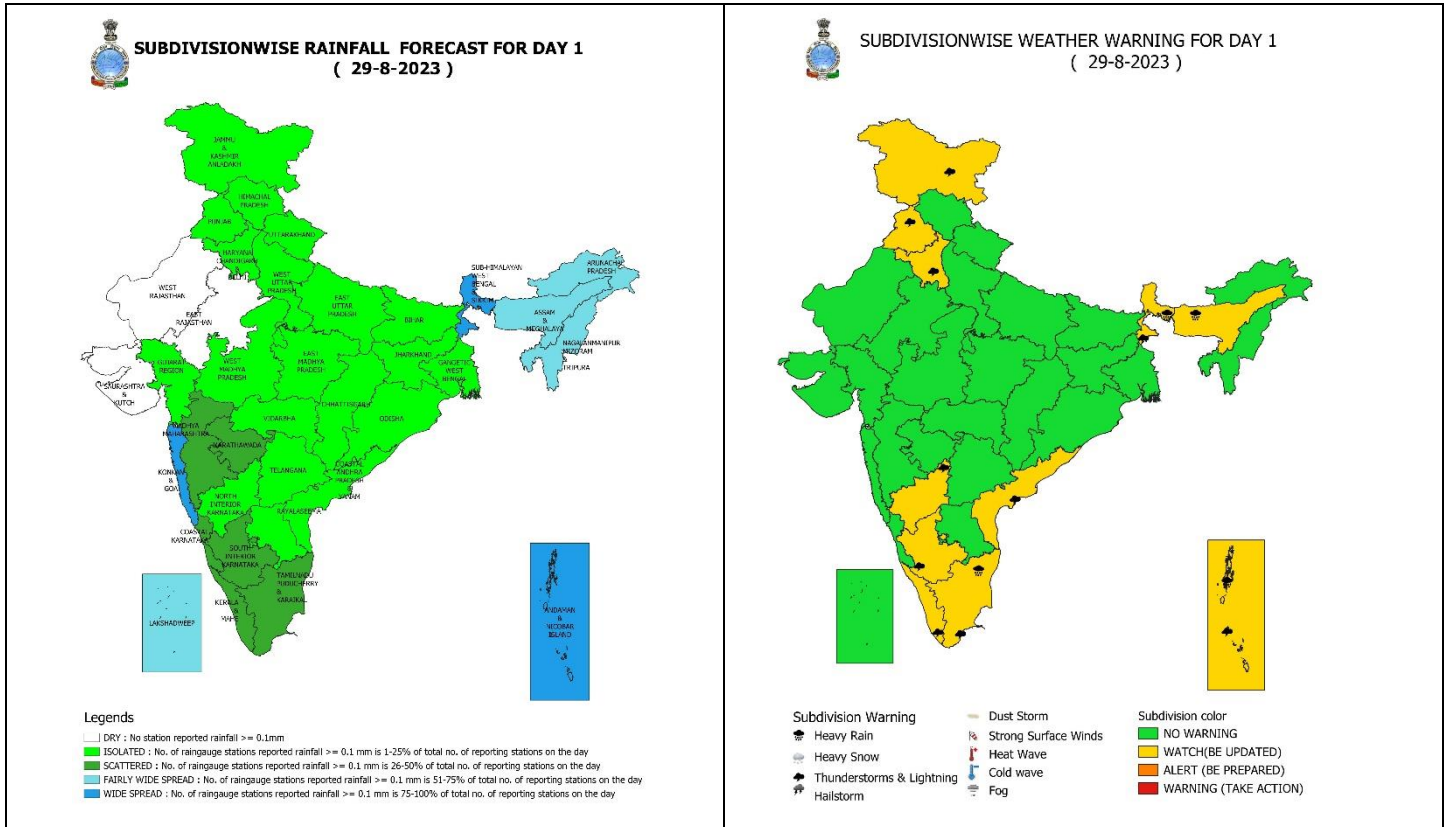 SUBDIVISIONWISE RAINFALL FORECAST FOR DAY 1
( 29-8-2023 )
JAMMU
&
KASHMIR
ANLADAKH
HIMACHAL
PRADESH
PUNJAB
UTTARAKHAND
HARYANA
CHANDIGARH
&
DELHI
WEST
UTTAR
PRADESH
WEST
RAJASTHAN
EAST
RAJASTHAN
EAST
UTTAR
PRADESH
BIHAR
SUB-HIMALAYAN
WEST
BENGAL
&
SIKKIM
ARUNACHAL
PRADESH
ASSAM
&
MEGHALAYA
NAGALANMANIPUR
MIZORAM
&
TRIPURA
JHARKHAND
GANGETIC
WEST
BENGAL
GUJARAT
REGION
WEST
MADHYA
PRADESH
EAST
MADHYA
PRADESH
SAURASHTRA
&
KUTCH
CHHATTISGARH
VIDARBHA
ODISHA
MADHYA
MAHARASHTRA
MARATHAWADA
KONKAN
&
GOA
TELANGANA
COASTAL
ANDHRA
PRADESH
&
YANAM
NORTH
INTERIOR
KARNATAKA
RAYALASEEMA
COASTAL
KARNATAKA
SOUTH
INTERIOR
KARNATAKA
TAMILNADU
PUDUCHERRY
&
KARAIKAL
KERALA
&
MAHE
LAKSHADWEEP
ANDAMAN
&
NICOBAR
ISLAND
Legends
DRY : No station reported rainfall >= 0.1mm
ISOLATED : No. of raingauge stations reported rainfall >= 0.1 mm is 1-25% of total no. of reporting stations on the day
SCATTERED : No. of raingauge stations reported rainfall >= 0.1 mm is 26-50% of total no. of reporting stations on the day
FAIRLY WIDE SPREAD : No. of raingauge stations reported rainfall >= 0.1 mm is 51-75% of total no. of reporting stations on the day
WIDE SPREAD : No. of raingauge stations reported rainfall >= 0.1 mm is 75-100% of total no. of reporting stations on the day
SUBDIVISIONWISE WEATHER WARNING FOR DAY 1
( 29-8-2023 )
Subdivision Warning
Heavy Rain
Heavy Snow
Thunderstorms & Lightning
Hailstorm
Dust Storm
Strong Surface Winds
Heat Wave
Cold wave
Fog
Subdivision color
NO WARNING
WATCH(BE UPDATED)
ALERT (BE PREPARED)
WARNING (TAKE ACTION)